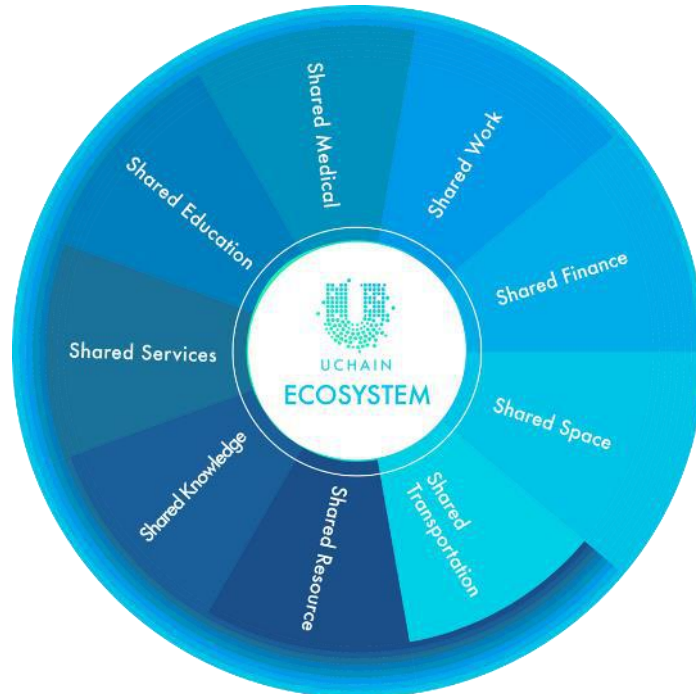 Shared Medical
Shared Work
Shared Finance
Shared Space
Shared
Transportation
Shared Resource
Shared Knowledge
Shared Services
Shared Education
UCHAIN
ECOSYSTEM